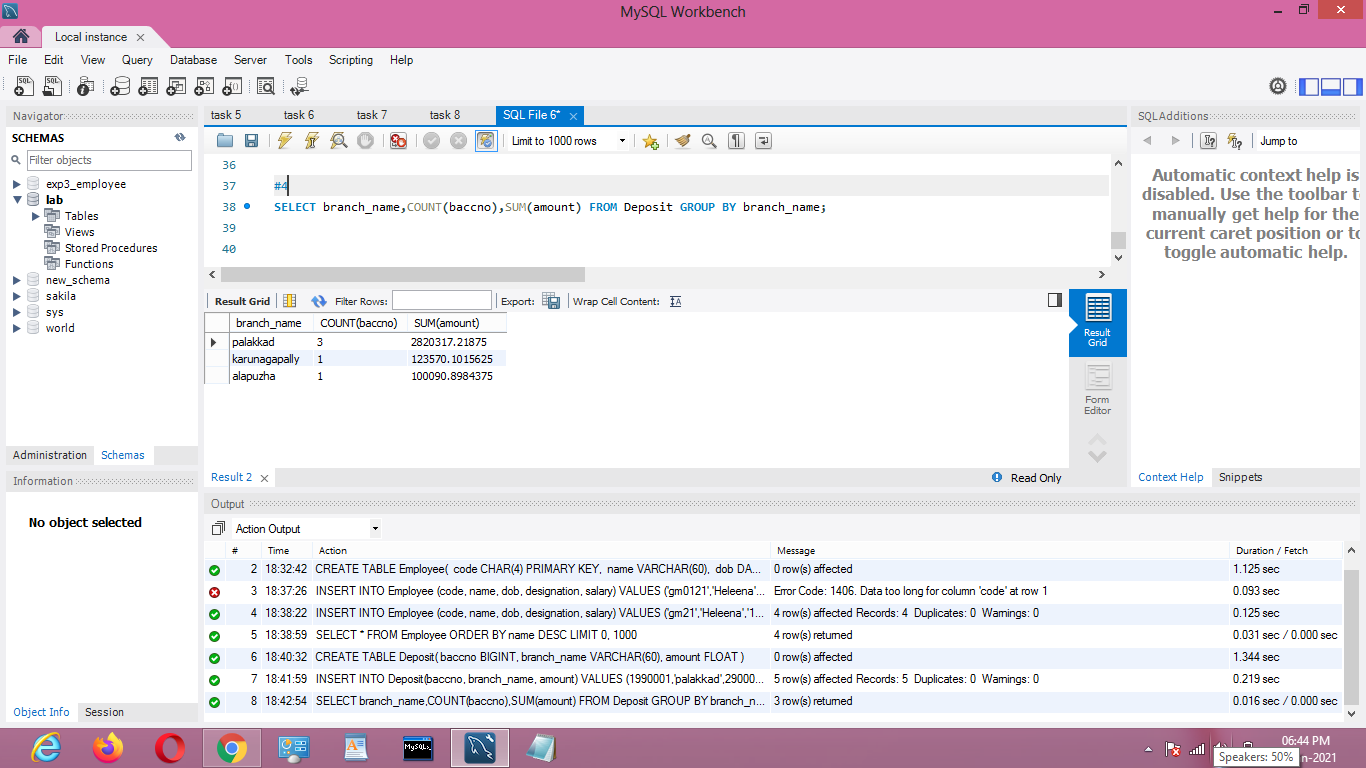 MySQL Workbench
Local instance
File Edit View Query Database Server Tools Scripting Help
Navigator
SCHEMAS
Filter objects
exp3_employee
lab
Tables
Views
Stored Procedures
Functions
new_schema
sakila
sys
world
Administration Schemas
Information
No object selected
Object Info Session
task 5 task 6 task 7 task 8 SQL File 6*
Limit to 1000 rows
36
37 #4
38 SELECT branch_name,COUNT(baccno),SUM(amount) FROM Deposit GROUP BY branch_name;
39
40
Result Grid Filter Rows: Export: Wrap Cell Content:
branch_name COUNT(baccno) SUM(amount)
palakkad 3 2820317.21875
karunagapally 1 123570.1015625
alapuzha 1 100090.8984375
Result Grid
Form Editor
Result 2 Read Only
SQLAdditions
Jump to
Automatic context help is
disabled. Use the toolbar t
manually get help for the
current caret position or to
toggle automatic help.
Context Help Snippets
Output
Action Output
# Time Action Message Duration / Fetch
2 18:32:42 CREATE TABLE Employee( code CHAR(4) PRIMARY KEY, name VARCHAR(60), dob DA... 0 row(s) affected 1.125 sec
3 18:37:26 INSERT INTO Employee (code, name, dob, designation, salary) VALUES ('gm0121','Heleena'... Error Code: 1406. Data too long for column 'code' at row 1 0.093 sec
4 18:38:22 INSERT INTO Employee (code, name, dob, designation, salary) VALUES ('gm21','Heleena','1... 4 row(s) affected Records: 4 Duplicates: 0 Warnings: 0 0.125 sec
5 18:38:59 SELECT * FROM Employee ORDER BY name DESC LIMIT 0, 1000 4 row(s) returned 0.031 sec / 0.000 sec
6 18:40:32 CREATE TABLE Deposit( baccno BIGINT, branch_name VARCHAR(60), amount FLOAT ) 0 row(s) affected 1.344 sec
7 18:41:59 INSERT INTO Deposit(baccno, branch_name, amount) VALUES (1990001,'palakkad',29000... 5 row(s) affected Records: 5 Duplicates: 0 Warnings: 0 0.219 sec
8 18:42:54 SELECT branch_name,COUNT(baccno),SUM(amount) FROM Deposit GROUP BY branch_n... 3 row(s) returned 0.016 sec / 0.000 sec
06:44 PM
Speakers: 50% n-2021